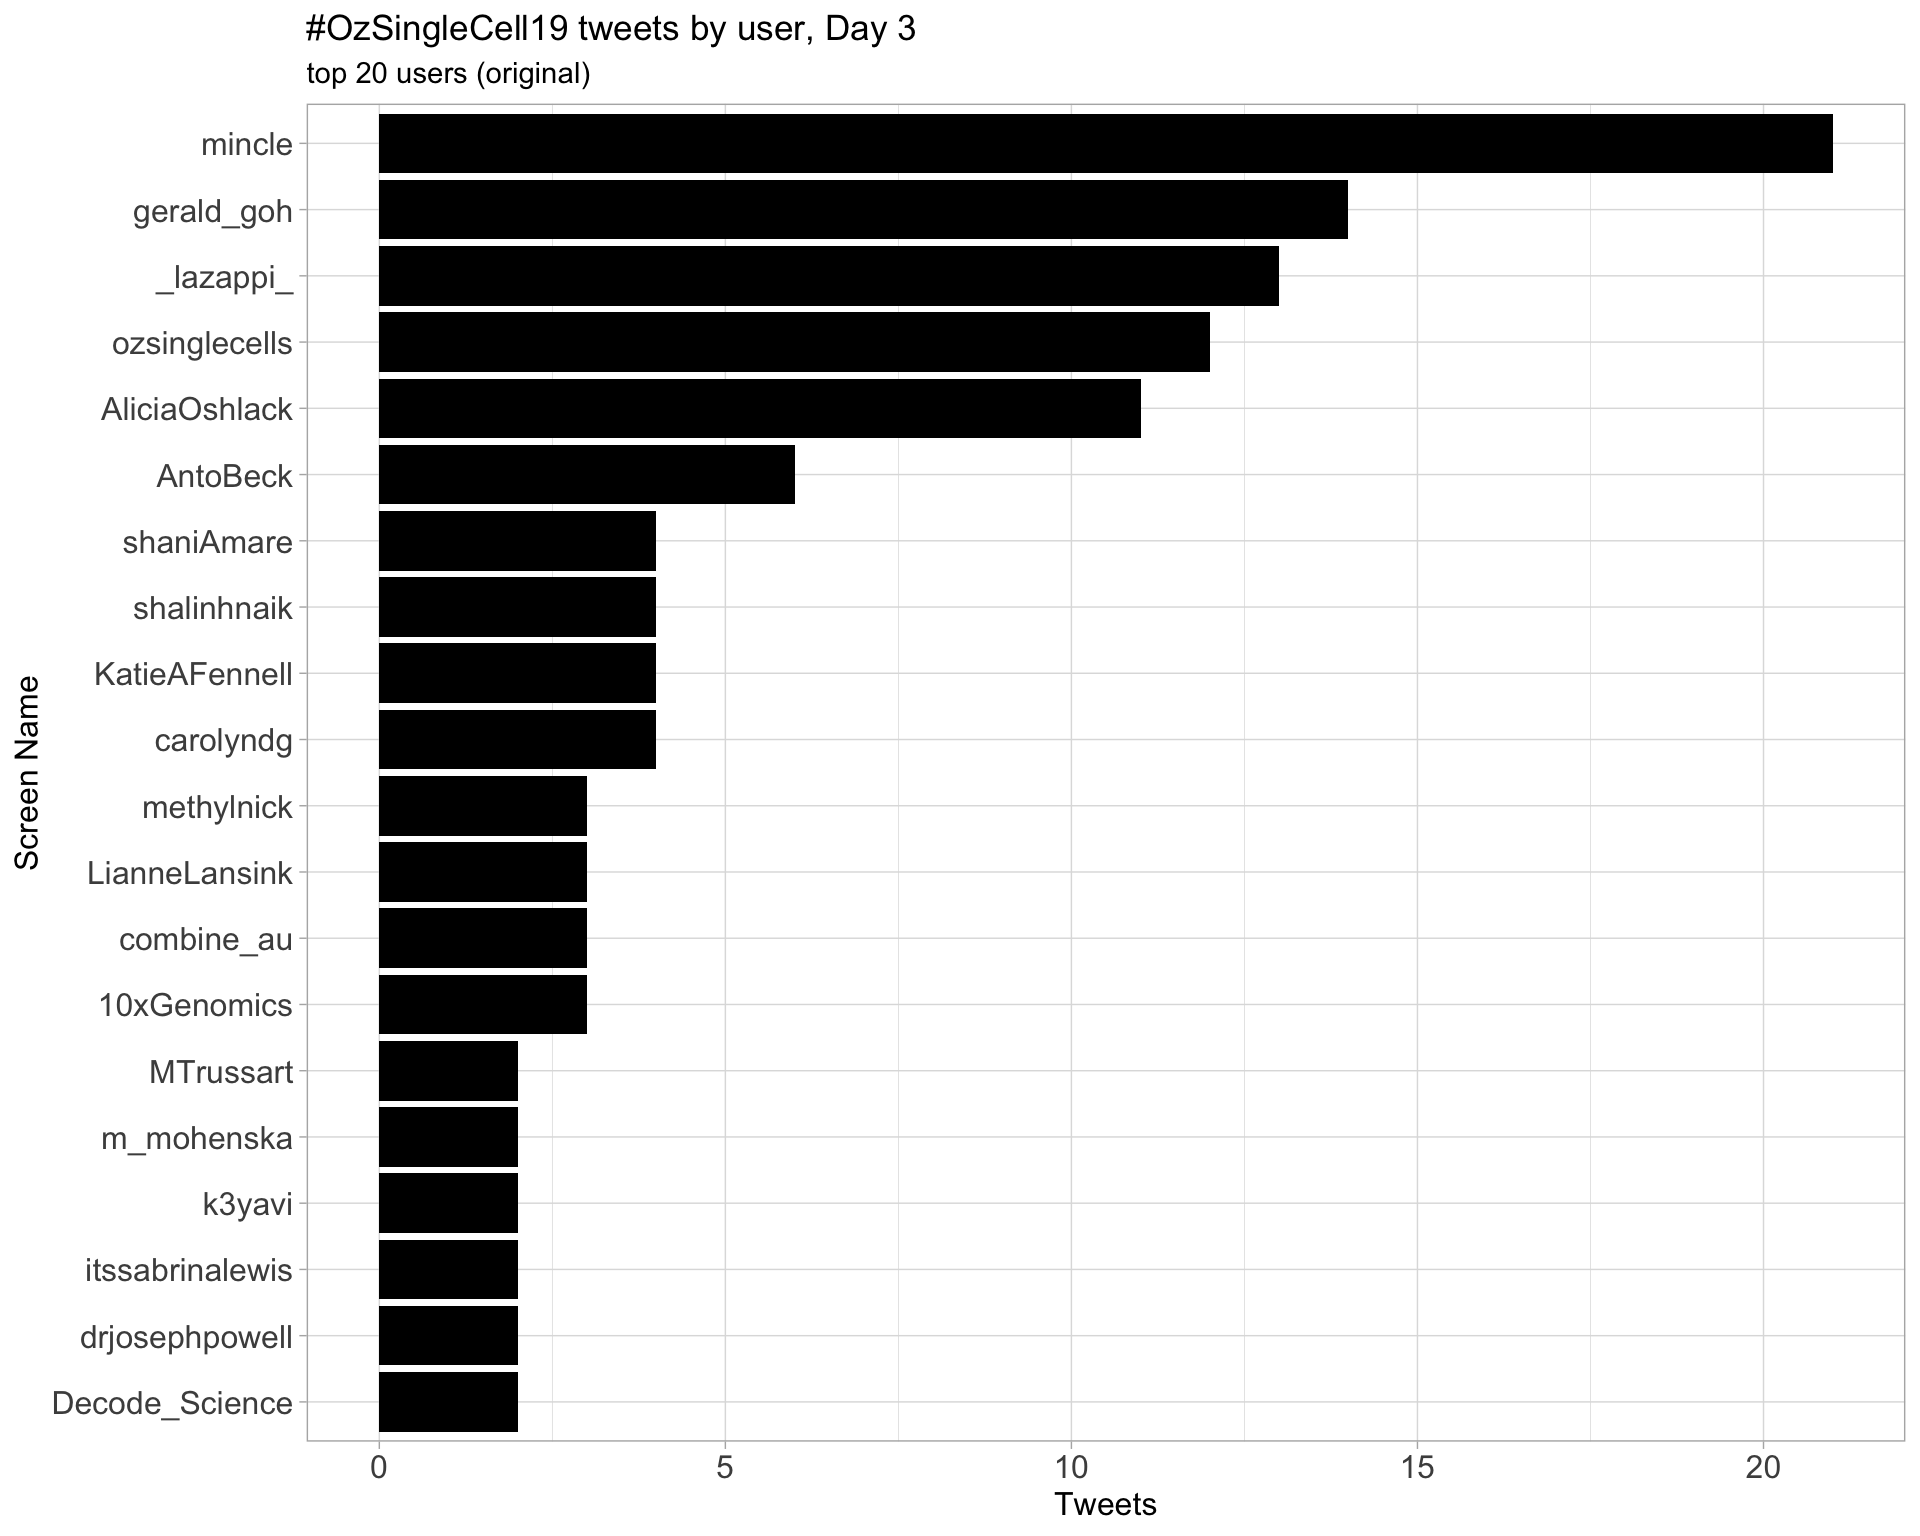 #OzSingleCell19 tweets by user, Day 3
top 20 users (original)
mincle
gerald_goh
_lazappi_
ozsinglecells
AliciaOshlack
AntoBeck
shaniAmare
shalinhnaik
KatieAFennell
carolyndg
methylnick
LianneLansink
combine_au
10xGenomics
MTrussart
m_mohenska
k3yavi
itssabrinalewis
drjosephpowell
Decode_Science
Screen Name
0 5 10 15 20
Tweets